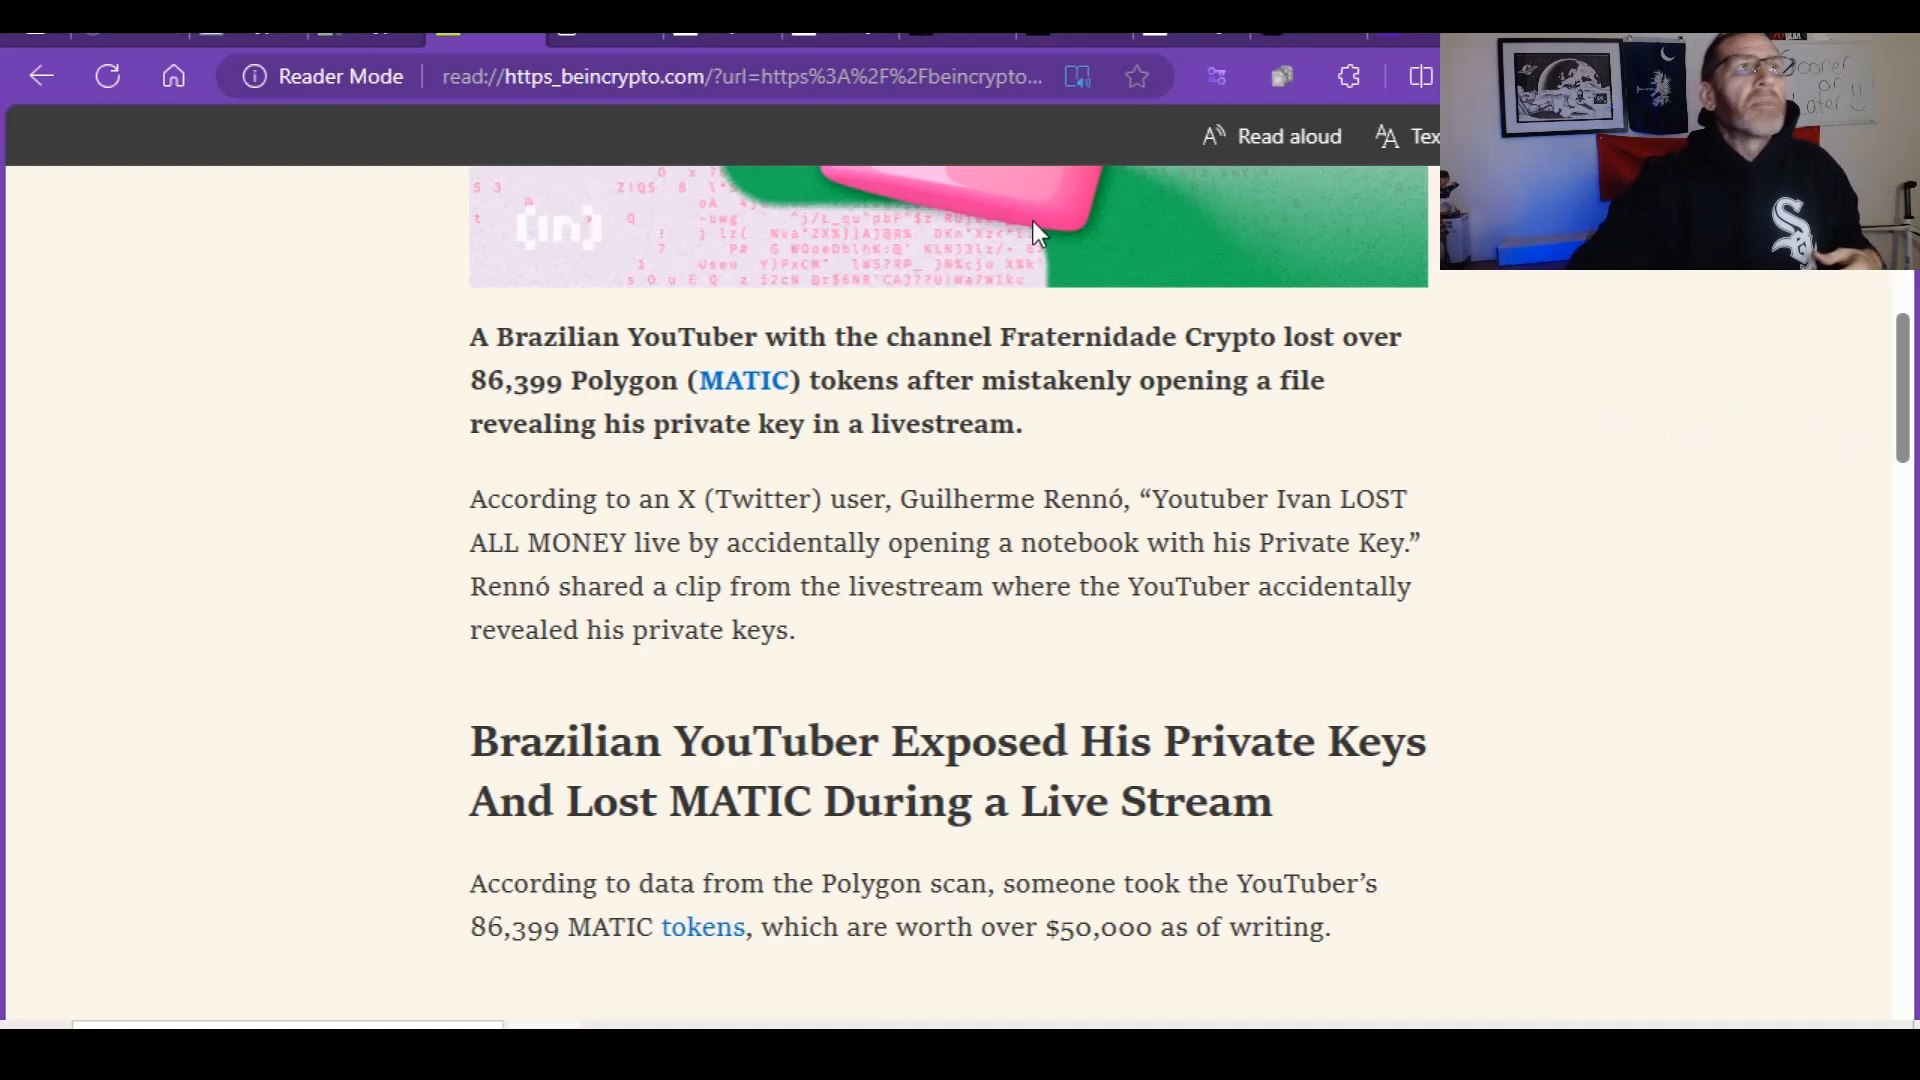 Reader Mode
read://https_beincrypto.com/?url=https%3A%2F%2Fbeincrypto...
Sooner
or
Later !!
Read aloud
Tex
A Brazilian YouTuber with the channel Fraternidade Crypto lost over
86,399 Polygon (MATIC) tokens after mistakenly opening a file
revealing his private key in a livestream.
According to an X (Twitter) user, Guilherme Rennó, “Youtuber Ivan LOST
ALL MONEY live by accidentally opening a notebook with his Private Key.”
Rennó shared a clip from the livestream where the YouTuber accidentally
revealed his private keys.
Brazilian YouTuber Exposed His Private Keys
And Lost MATIC During a Live Stream
According to data from the Polygon scan, someone took the YouTuber’s
86,399 MATIC tokens, which are worth over $50,000 as of writing.